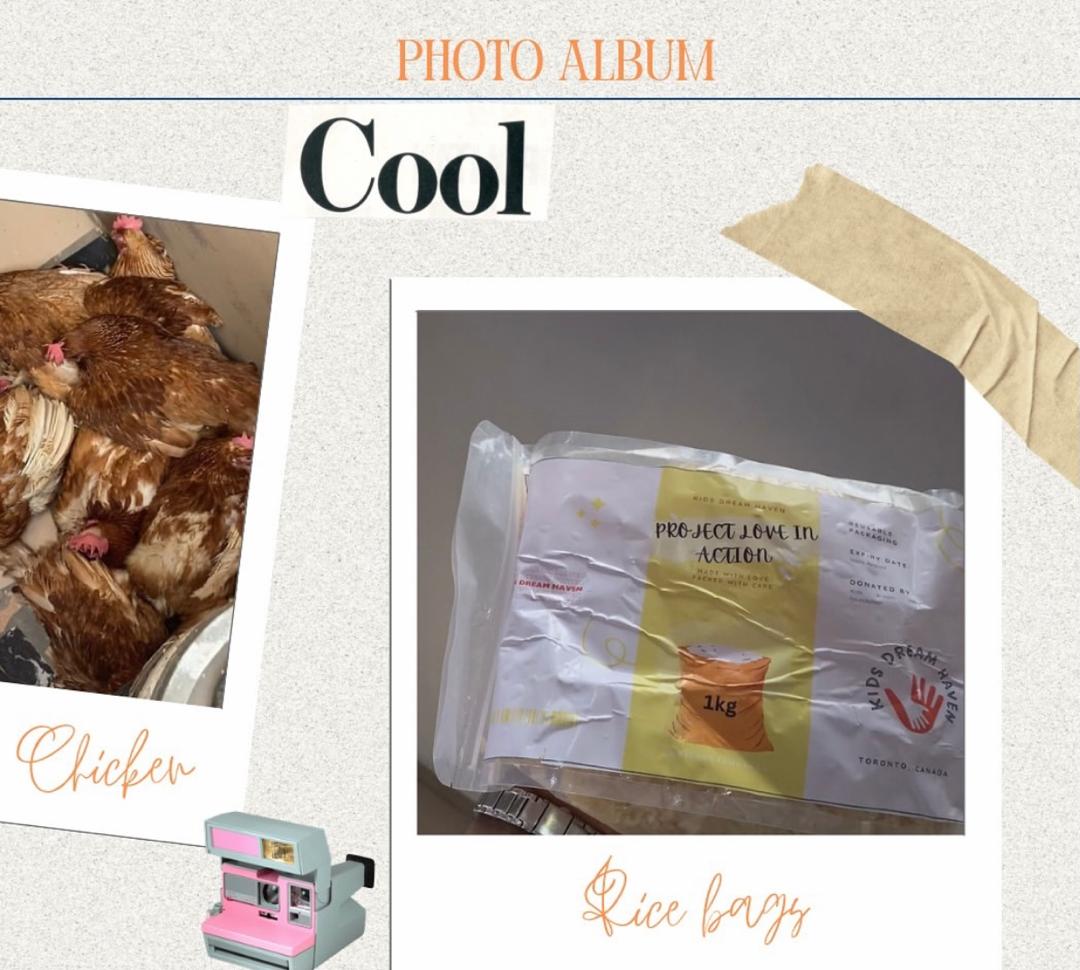 PHOTO ALBUM
Cool
KIDS DREAM HAVEN
PROJECT LOVE IN
ACTION
MADE WITH LOVE
PACKED WITH CARE
REUSABLE
PACKAGING
EXPIRY DATE:
DONATED BY
DREAM HAVEN
1kg
KIDS DREAM HAVEN
TORONTO, CANADA
Chicken
Rice bags